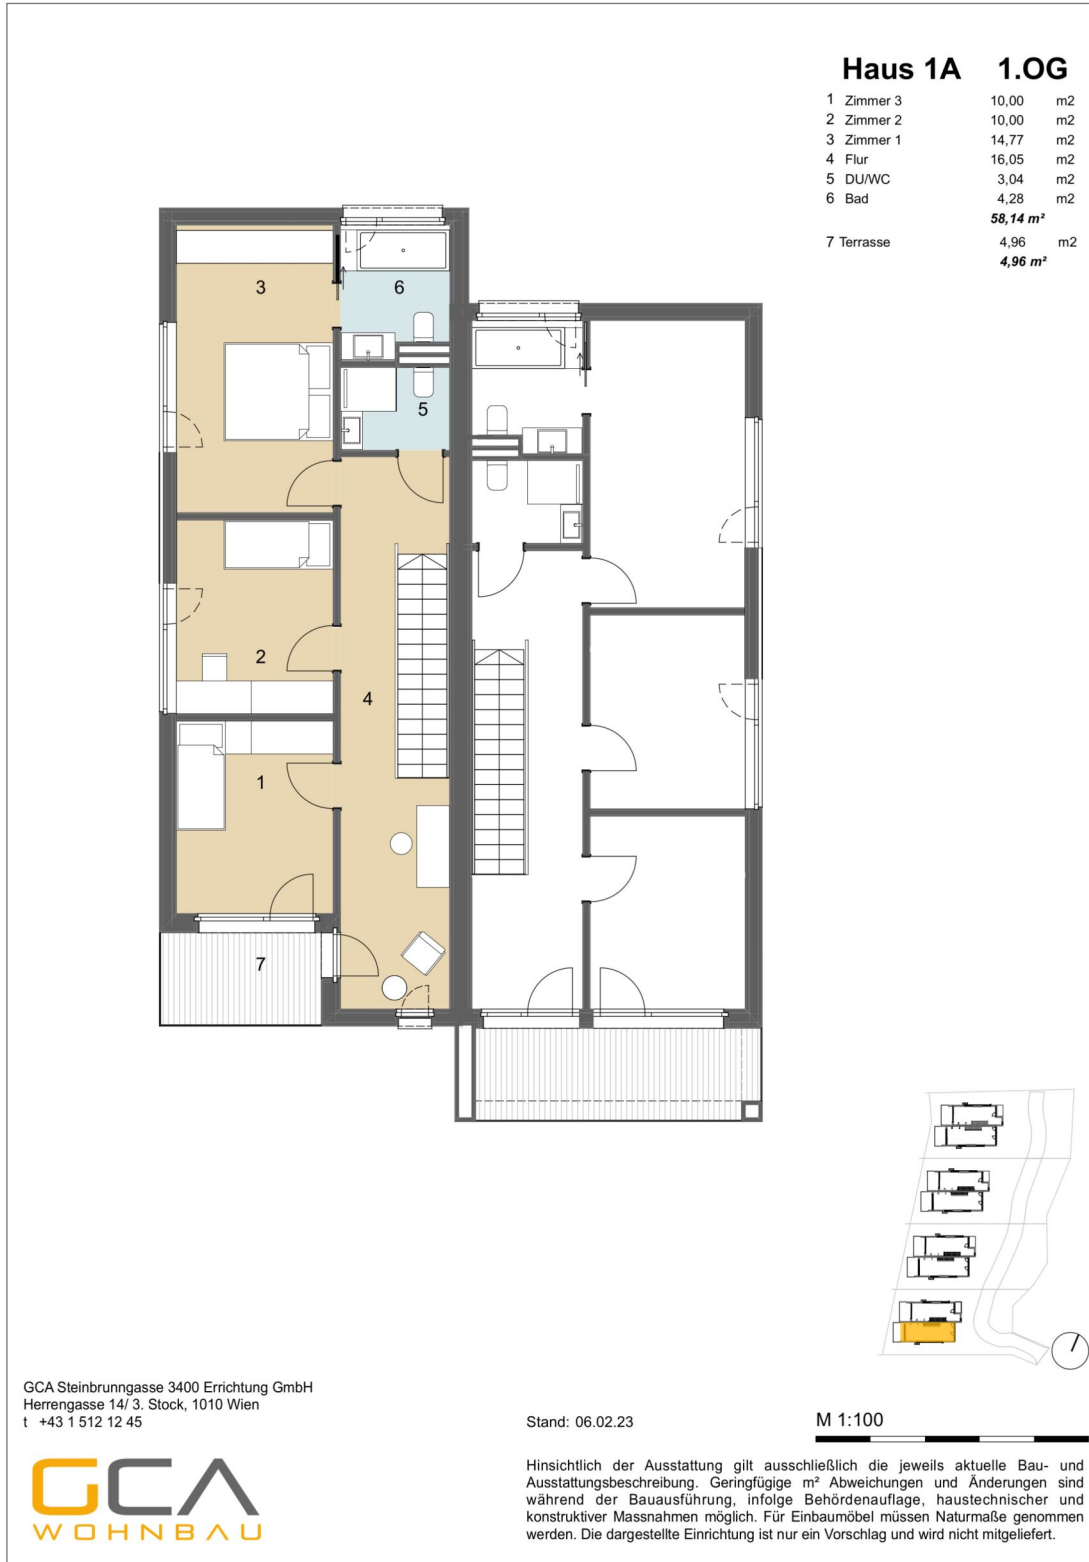 Haus 1A 1.OG
1 Zimmer 3 10,00 m2
2 Zimmer 2 10,00 m2
3 Zimmer 1 14,77 m2
4 Flur 16,05 m2
5 DU/WC 3,04 m2
6 Bad 4,28 m2
58,14 m²
7 Terrasse 4,96 m2
4,96 m²
3
6
5
2
4
1
7
GCA Steinbrunngasse 3400 Errichtung GmbH
Herrengasse 14/ 3. Stock, 1010 Wien
t +43 1 512 12 45
GCA
WOHNBAU
Stand: 06.02.23
M 1:100
Hinsichtlich der Ausstattung gilt ausschließlich die jeweils aktuelle Bau- und
Ausstattungsbeschreibung. Geringfügige m² Abweichungen und Änderungen sind
während der Bauausführung, infolge Behördenauflage, haustechnischer und
konstruktiver Massnahmen möglich. Für Einbaumöbel müssen Naturmaße genommen
werden. Die dargestellte Einrichtung ist nur ein Vorschlag und wird nicht mitgeliefert.